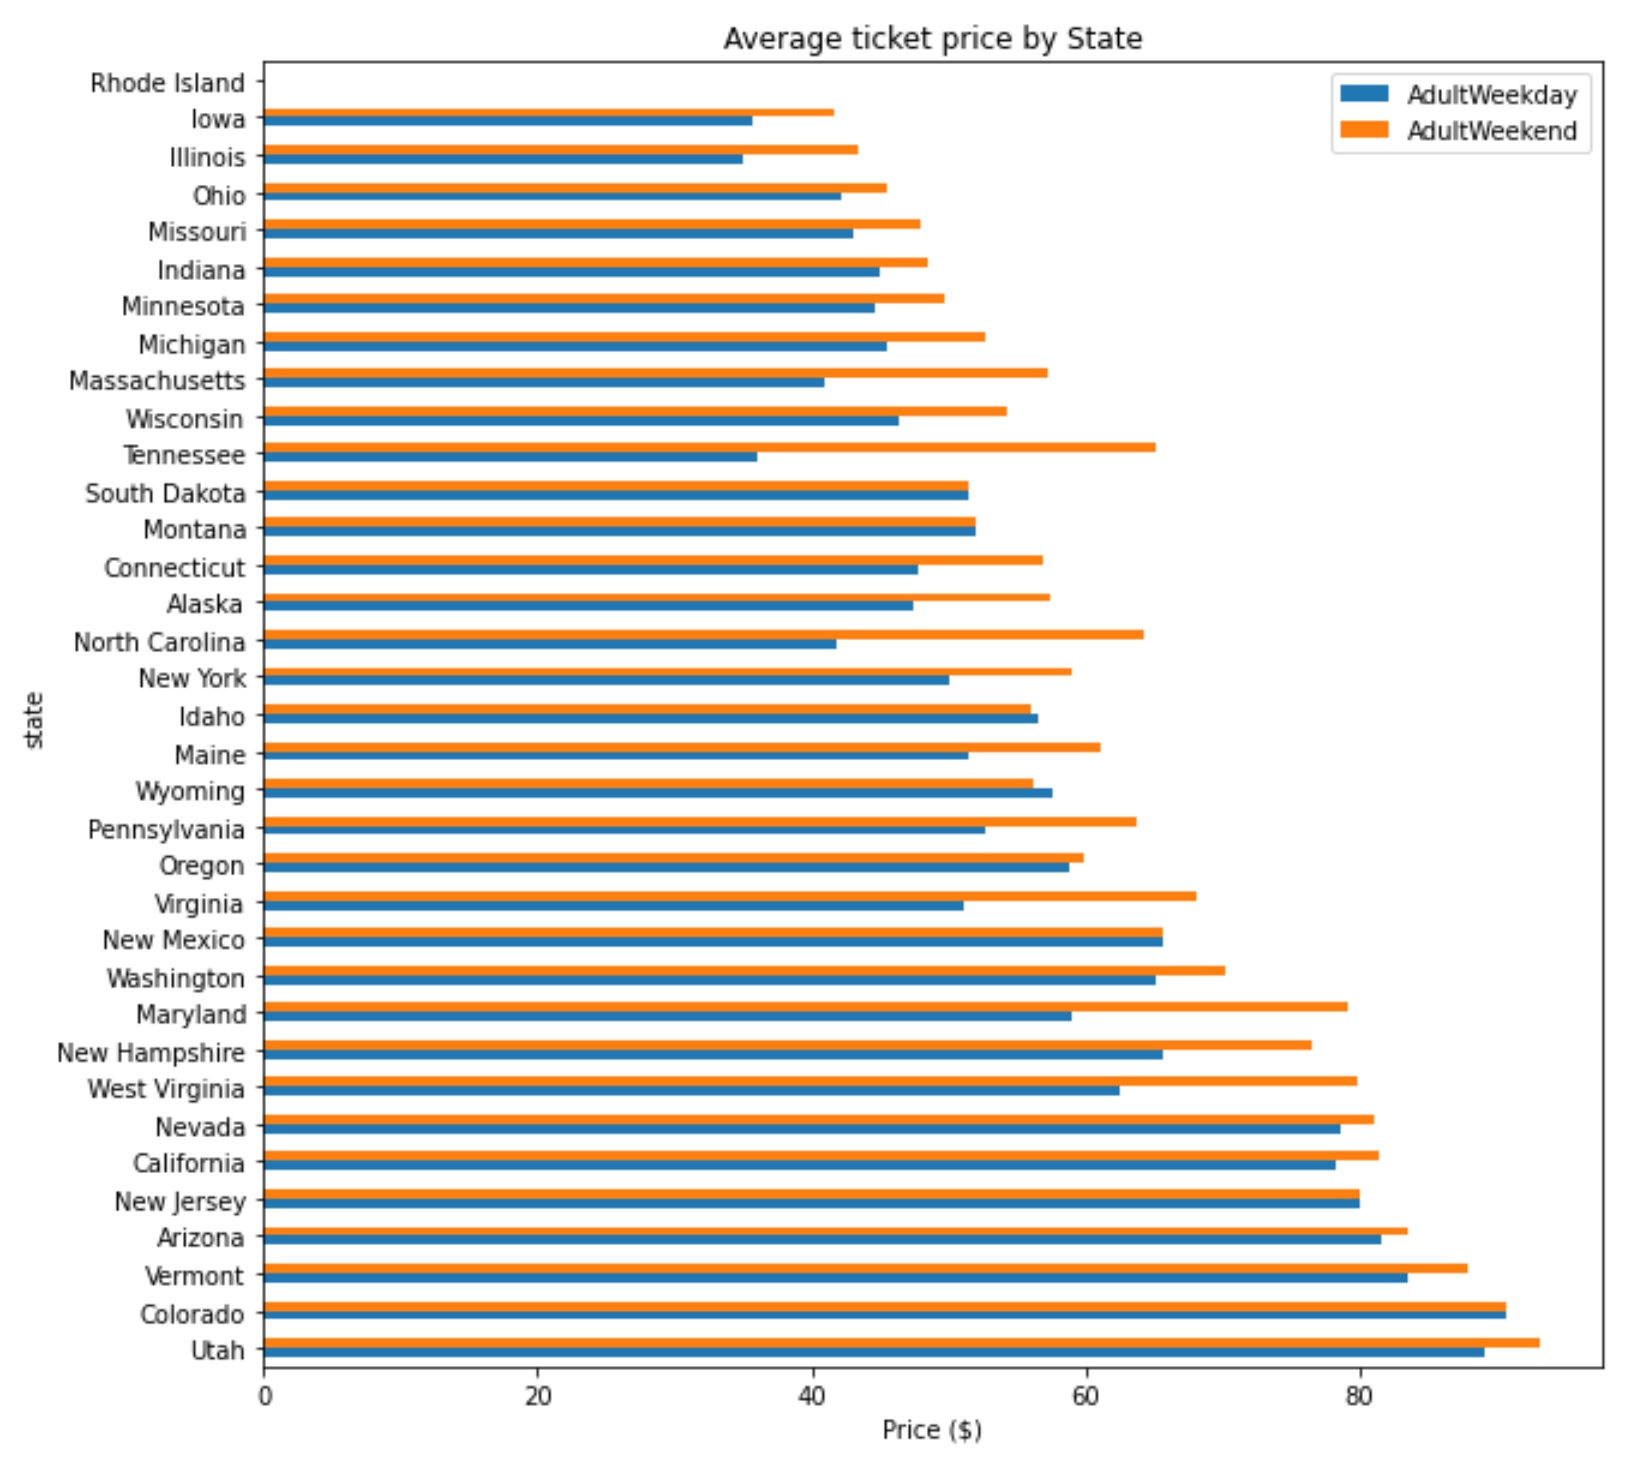 Average ticket price by State
AdultWeekday
AdultWeekend
Rhode Island
Iowa
Illinois
Ohio
Missouri
Indiana
Minnesota
Michigan
Massachusetts
Wisconsin
Tennessee
South Dakota
Montana
Connecticut
Alaska
North Carolina
New York
Idaho
Maine
Wyoming
Pennsylvania
Oregon
Virginia
New Mexico
Washington
Maryland
New Hampshire
West Virginia
Nevada
California
New Jersey
Arizona
Vermont
Colorado
Utah
state
0 20 40 60 80
Price ($)